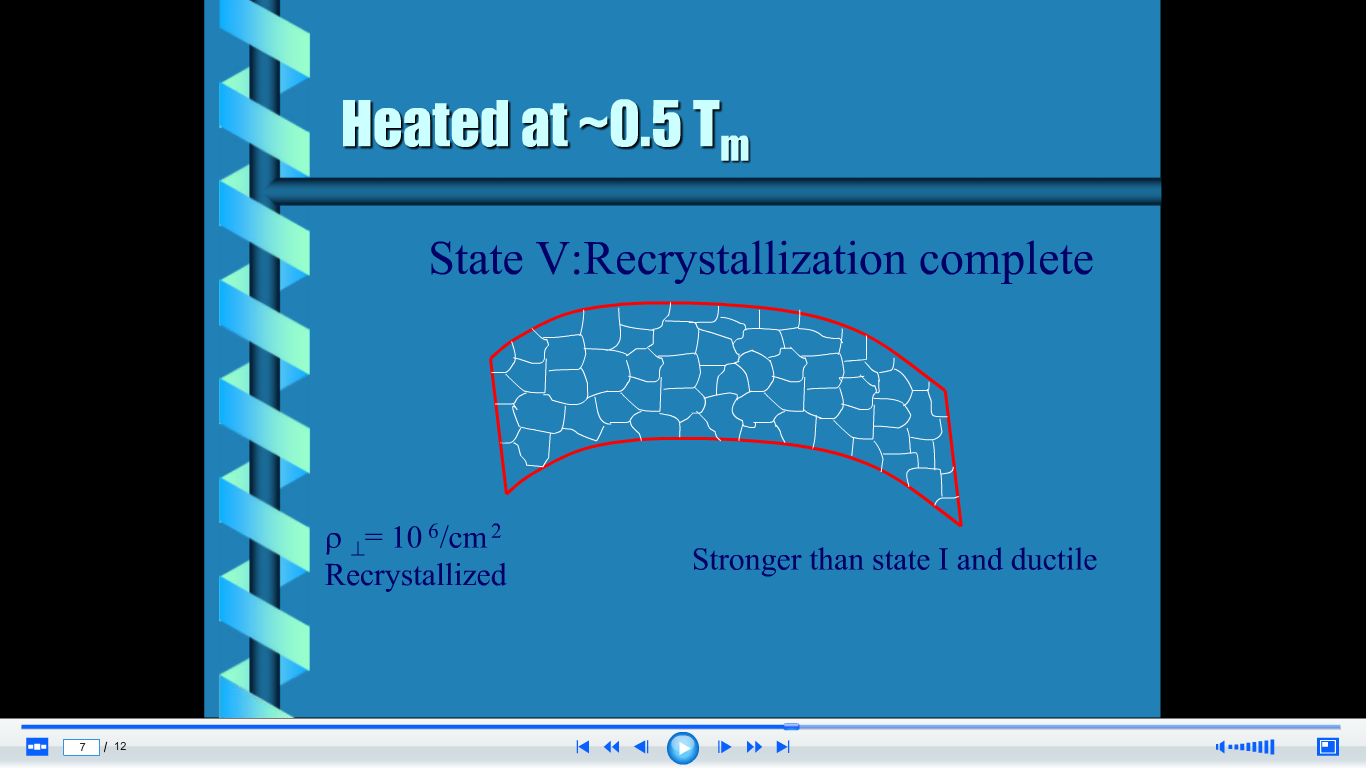 Heated at ~0.5 Tm
State V:Recrystallization complete
ρ ⊥= 10 6/cm 2
Recrystallized
Stronger than state I and ductile
7 / 12